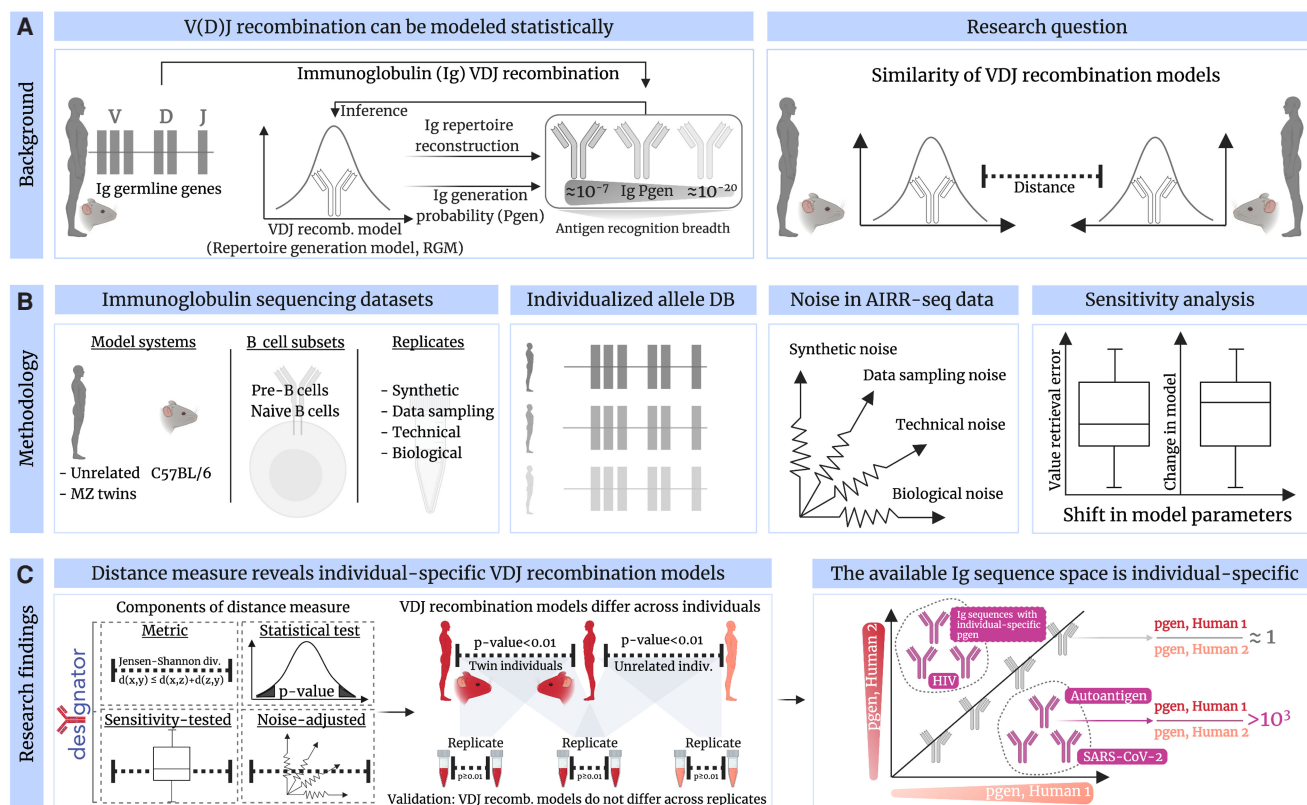 A
Background
V(D)J recombination can be modeled statistically
Immunoglobulin (Ig) VDJ recombination
V D J
Ig germline genes
Inference
VDJ recomb. model
(Repertoire generation model, RGM)
Ig repertoire
reconstruction
Ig generation
probability (Pgen)
≈10⁻⁷ Ig Pgen ≈10⁻²⁰
Antigen recognition breadth
Research question
Similarity of VDJ recombination models
Distance
B
Methodology
Immunoglobulin sequencing datasets
Model systems
- Unrelated C57BL/6
- MZ twins
B cell subsets
Pre-B cells
Naive B cells
Replicates
- Synthetic
- Data sampling
- Technical
- Biological
Individualized allele DB
Noise in AIRR-seq data
Synthetic noise
Data sampling noise
Technical noise
Biological noise
Sensitivity analysis
Value retrieval error
Change in model
Shift in model parameters
C
Research findings
Distance measure reveals individual-specific VDJ recombination models
designator
Components of distance measure
Metric
Jensen-Shannon div.
d(x,y) ≤ d(x,z)+d(z,y)
Statistical test
p-value
Sensitivity-tested
Noise-adjusted
VDJ recombination models differ across individuals
p-value<0.01
Twin individuals
p-value<0.01
Unrelated indiv.
Replicate
p≥0.01
Replicate
p≥0.01
Replicate
p≥0.01
Validation: VDJ recomb. models do not differ across replicates
The available Ig sequence space is individual-specific
pgen, Human 2
Ig sequences with
individual-specific
pgen
HIV
pgen, Human 1
pgen, Human 2
≈ 1
Autoantigen
pgen, Human 1
pgen, Human 2
>10³
SARS-CoV-2
pgen, Human 1